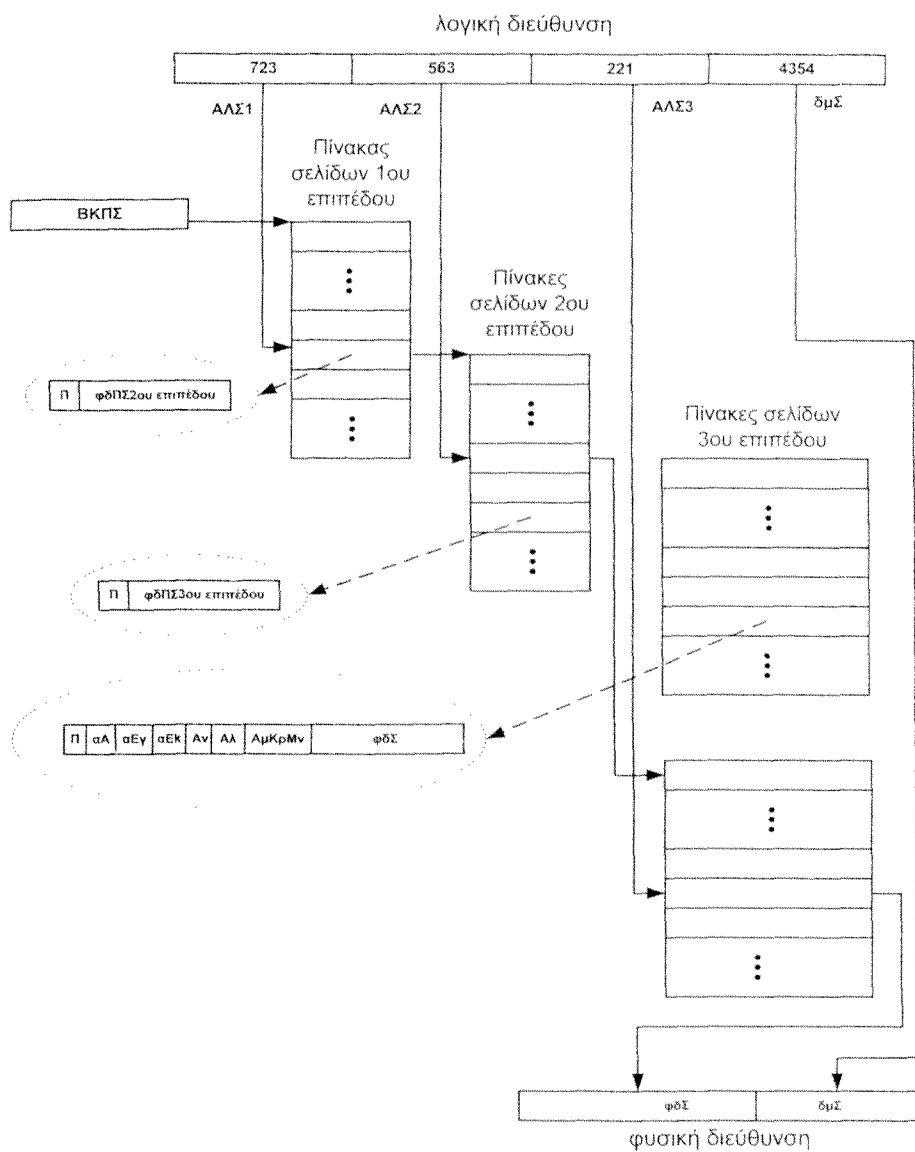 λογική διεύθυνση
723 563 221 4354
ΑΛΣ1 ΑΛΣ2 ΑΛΣ3 δμΣ
Πίνακας
σελίδων 1ου
επιπέδου
ΒΚΠΣ
Πίνακες
σελίδων 2ου
επιπέδου
Π φδΠΣ2ου επιπέδου
Πίνακες σελίδων
3ου επιπέδου
Π φδΠΣ3ου επιπέδου
Π αΑ αΕγ αΕk Αν Αλ ΑμΚρΜν φδΣ
φδΣ δμΣ
φυσική διεύθυνση